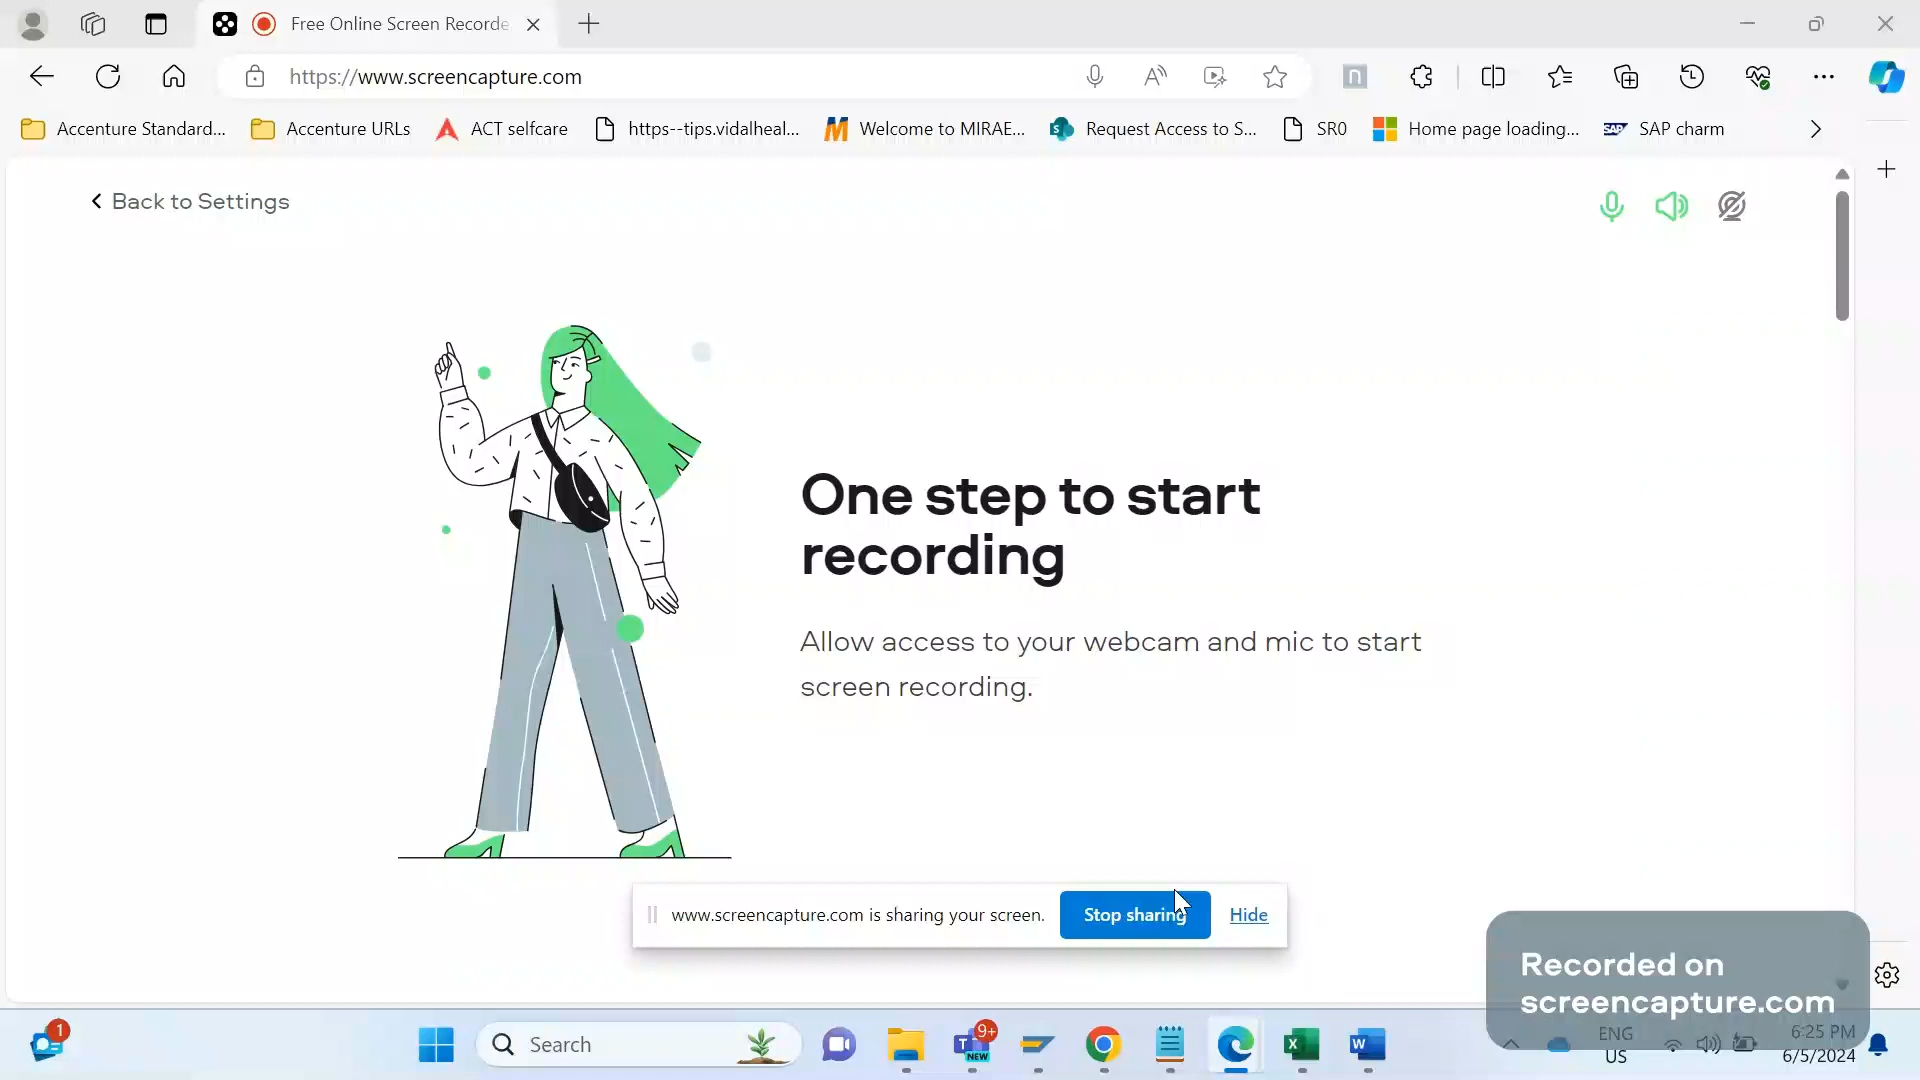 Free Online Screen Recorde
https://www.screencapture.com
Accenture Standard...
Accenture URLs
ACT selfcare
https--tips.vidalheal...
Welcome to MIRAE...
Request Access to S...
SR0
Home page loading...
SAP charm
Back to Settings
One step to start
recording
Allow access to your webcam and mic to start
screen recording.
www.screencapture.com is sharing your screen.
Stop sharing
Hide
Recorded on
screencapture.com
1
Search
9+
NEW
ENG
US
6:25 PM
6/5/2024